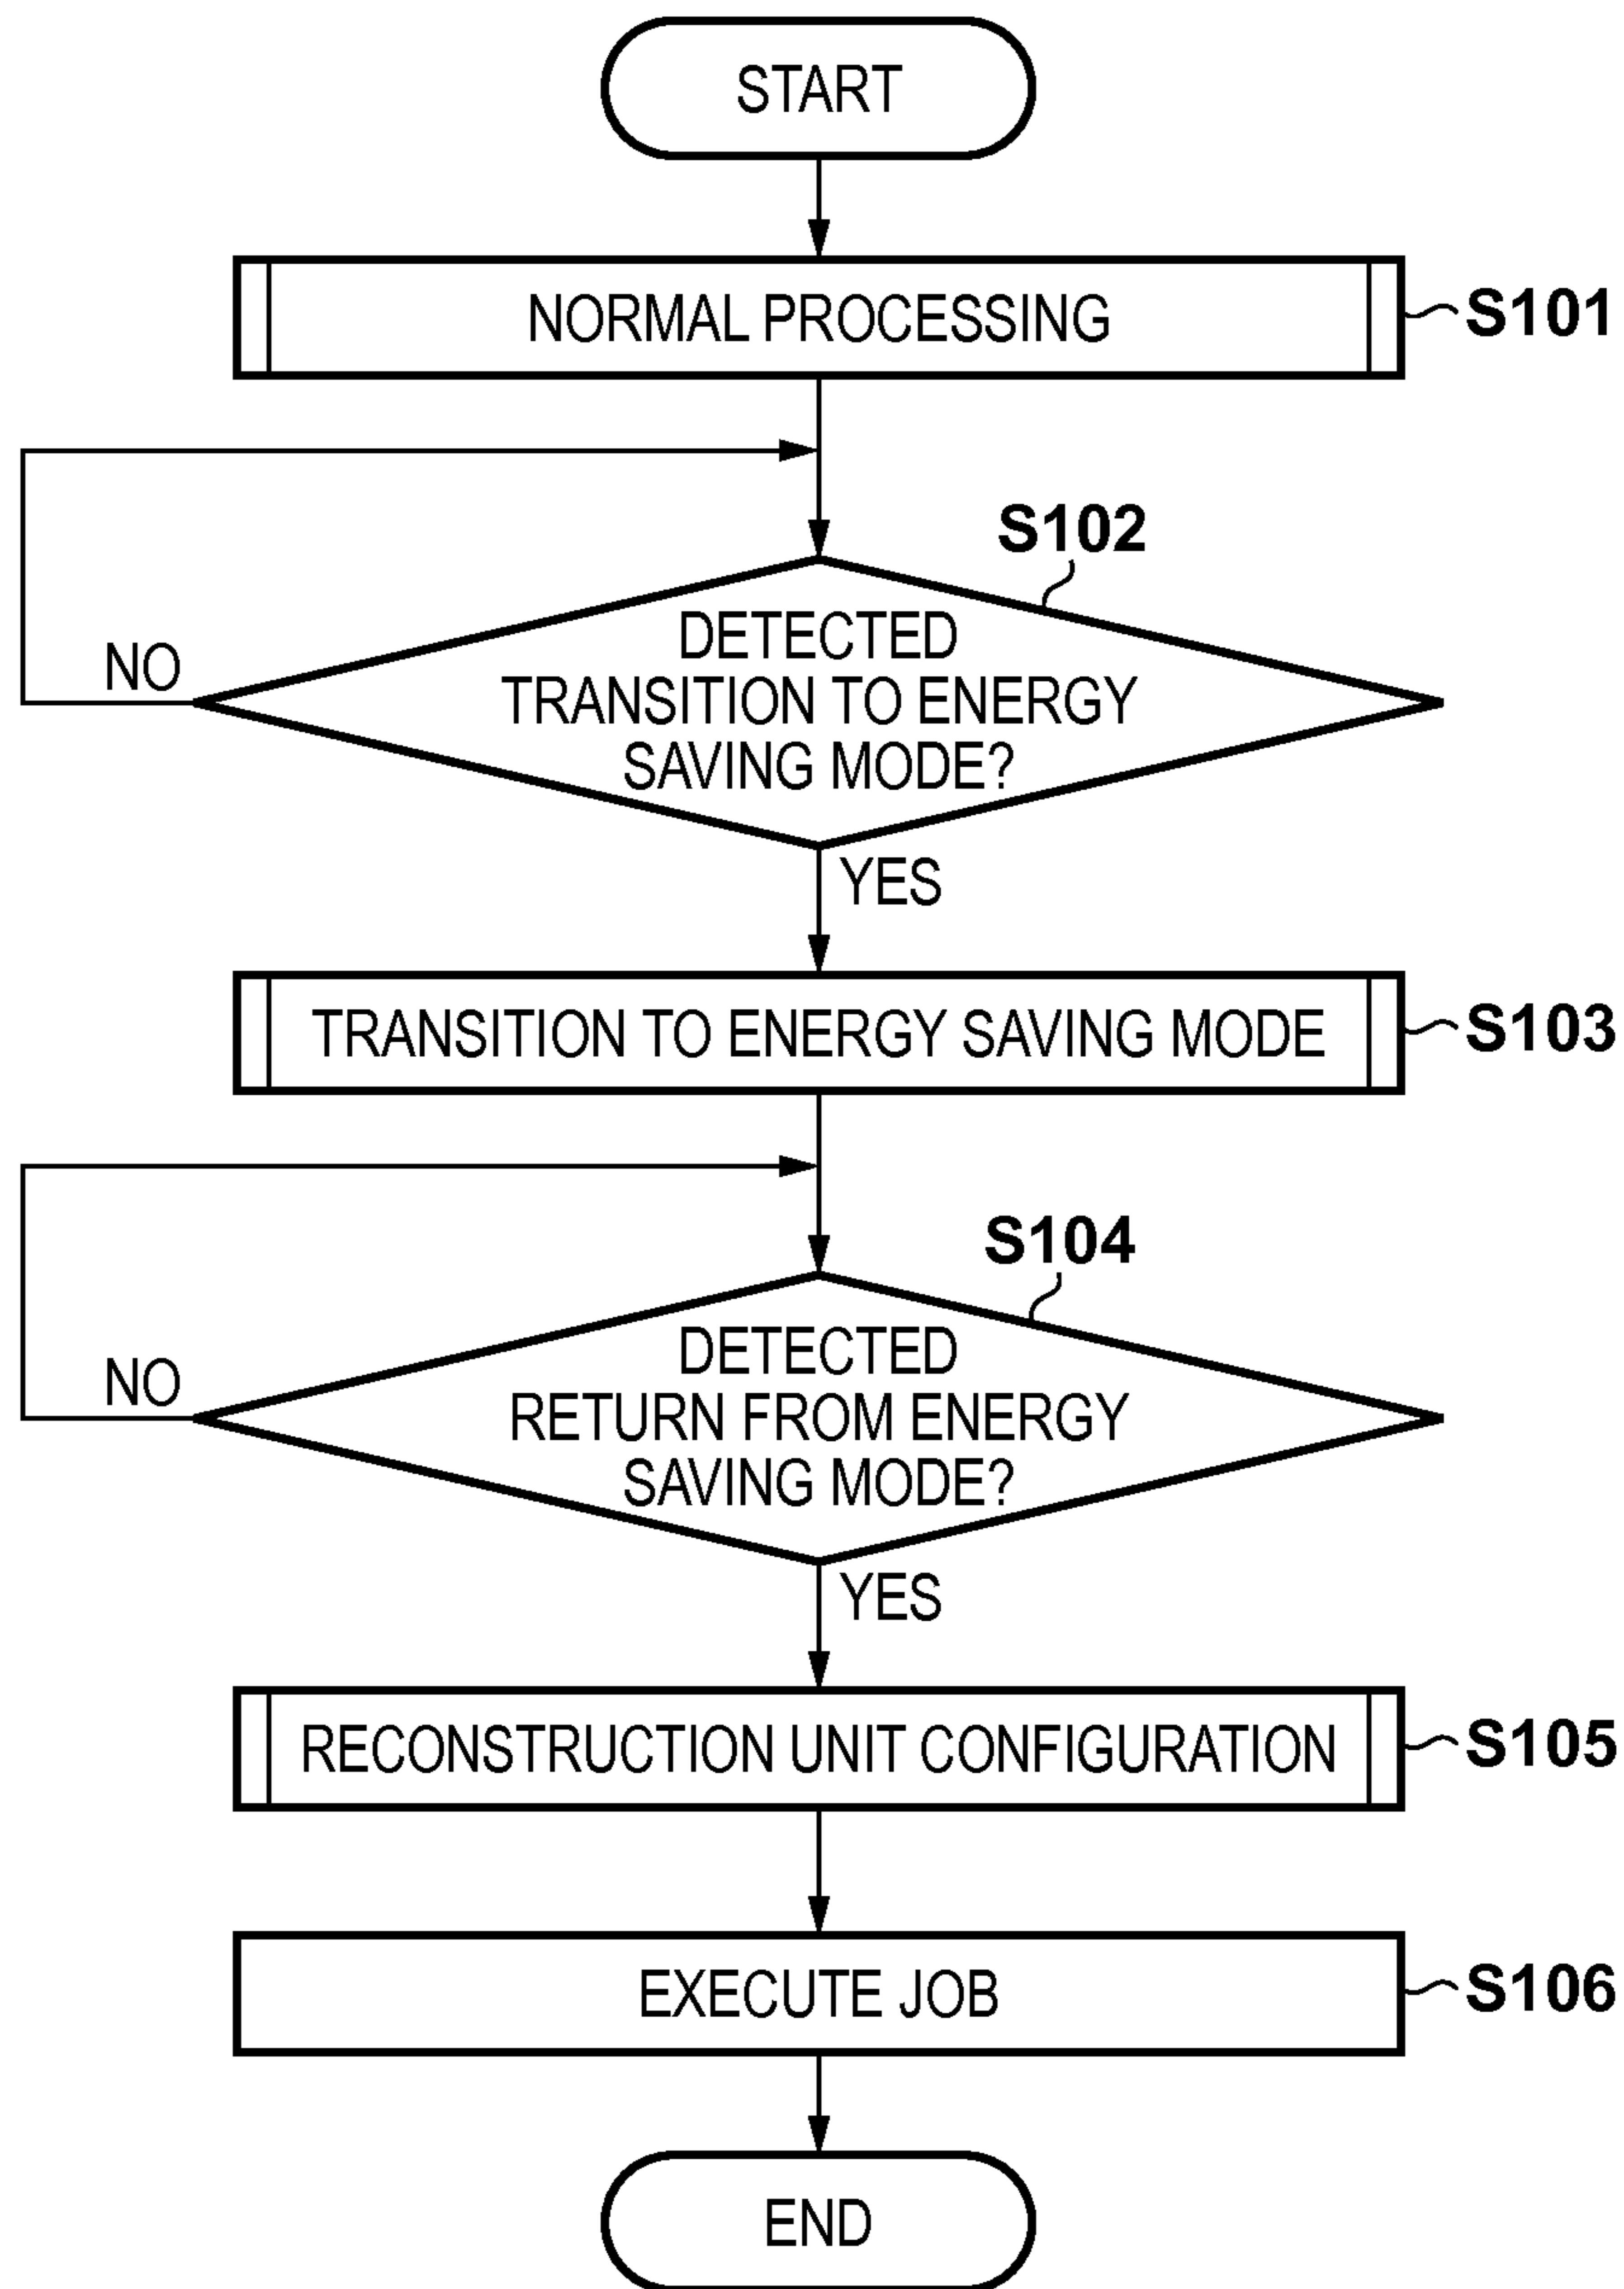 START
NORMAL PROCESSING
S101
S102
DETECTED
TRANSITION TO ENERGY
SAVING MODE?
NO
YES
TRANSITION TO ENERGY SAVING MODE
S103
S104
DETECTED
RETURN FROM ENERGY
SAVING MODE?
NO
YES
RECONSTRUCTION UNIT CONFIGURATION
S105
EXECUTE JOB
S106
END